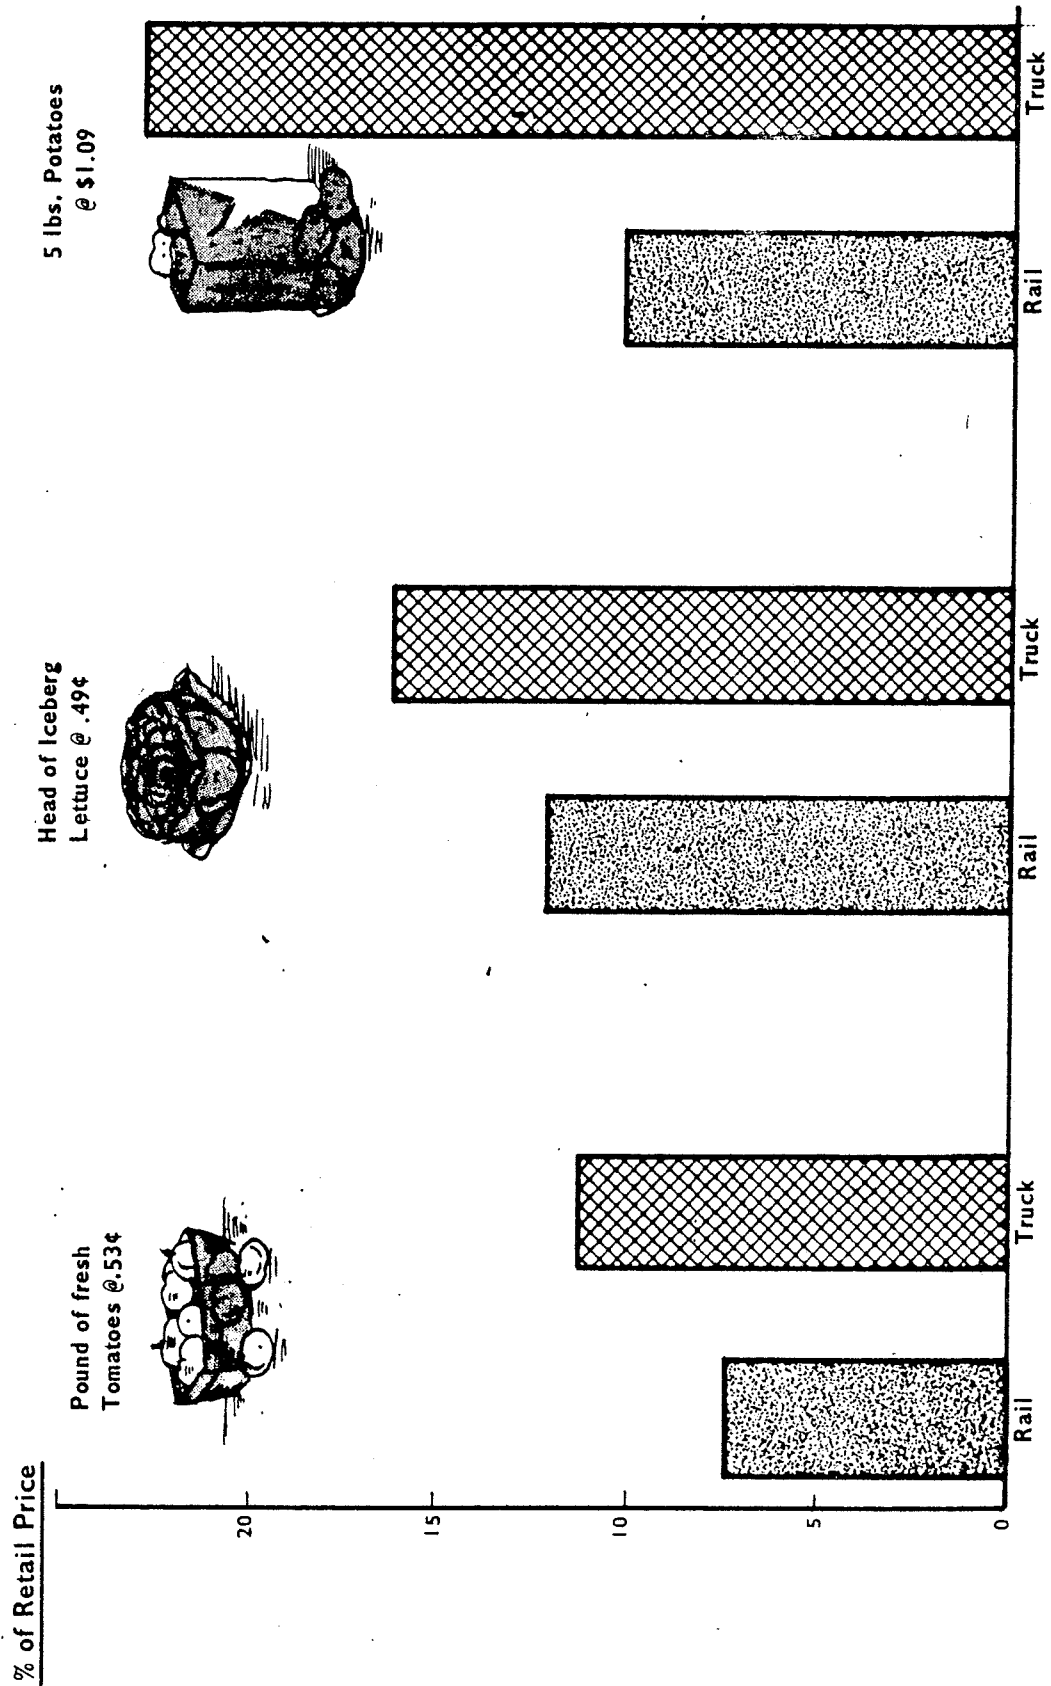 % of Retail Price
Pound of fresh
Tomatoes @.53¢
Head of Iceberg
Lettuce @ .49¢
5 lbs. Potatoes
@ $1.09
20
15
10
5
0
Rail
Truck
Rail
Truck
Rail
Truck